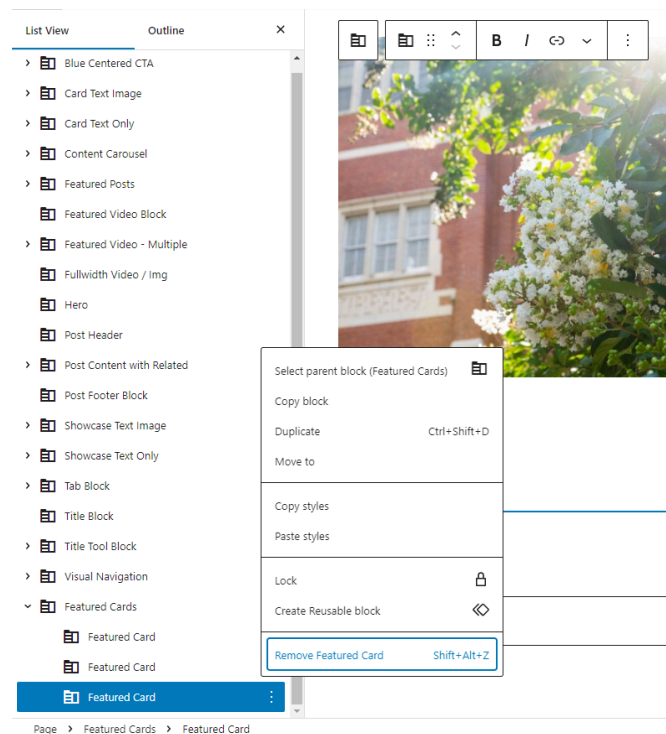 List View Outline ×
B I
Blue Centered CTA
Card Text Image
Card Text Only
Content Carousel
Featured Posts
Featured Video Block
Featured Video - Multiple
Fullwidth Video / Img
Hero
Post Header
Post Content with Related
Post Footer Block
Showcase Text Image
Showcase Text Only
Tab Block
Title Block
Title Tool Block
Visual Navigation
Featured Cards
Featured Card
Featured Card
Featured Card
Select parent block (Featured Cards)
Copy block
Duplicate Ctrl+Shift+D
Move to
Copy styles
Paste styles
Lock
Create Reusable block
Remove Featured Card Shift+Alt+Z
Page > Featured Cards > Featured Card